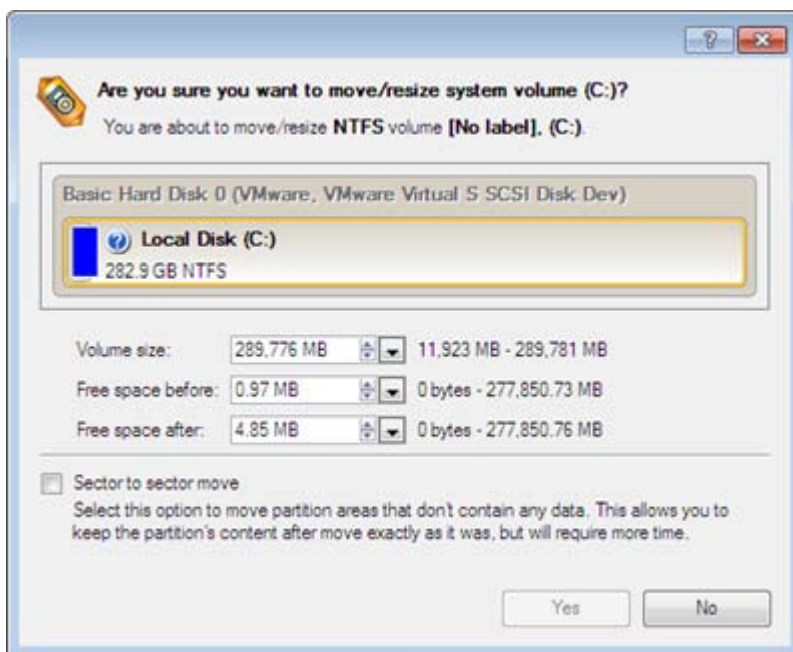 Are you sure you want to move/resize system volume (C:)?
You are about to move/resize NTFS volume [No label], (C:).
Basic Hard Disk 0 (VMware, VMware Virtual S SCSI Disk Dev)
Local Disk (C:)
282.9 GB NTFS
Volume size: 289,776 MB 11,923 MB - 289,781 MB
Free space before: 0.97 MB 0 bytes - 277,850.73 MB
Free space after: 4.85 MB 0 bytes - 277,850.76 MB
Sector to sector move
Select this option to move partition areas that don't contain any data. This allows you to
keep the partition's content after move exactly as it was, but will require more time.
Yes No